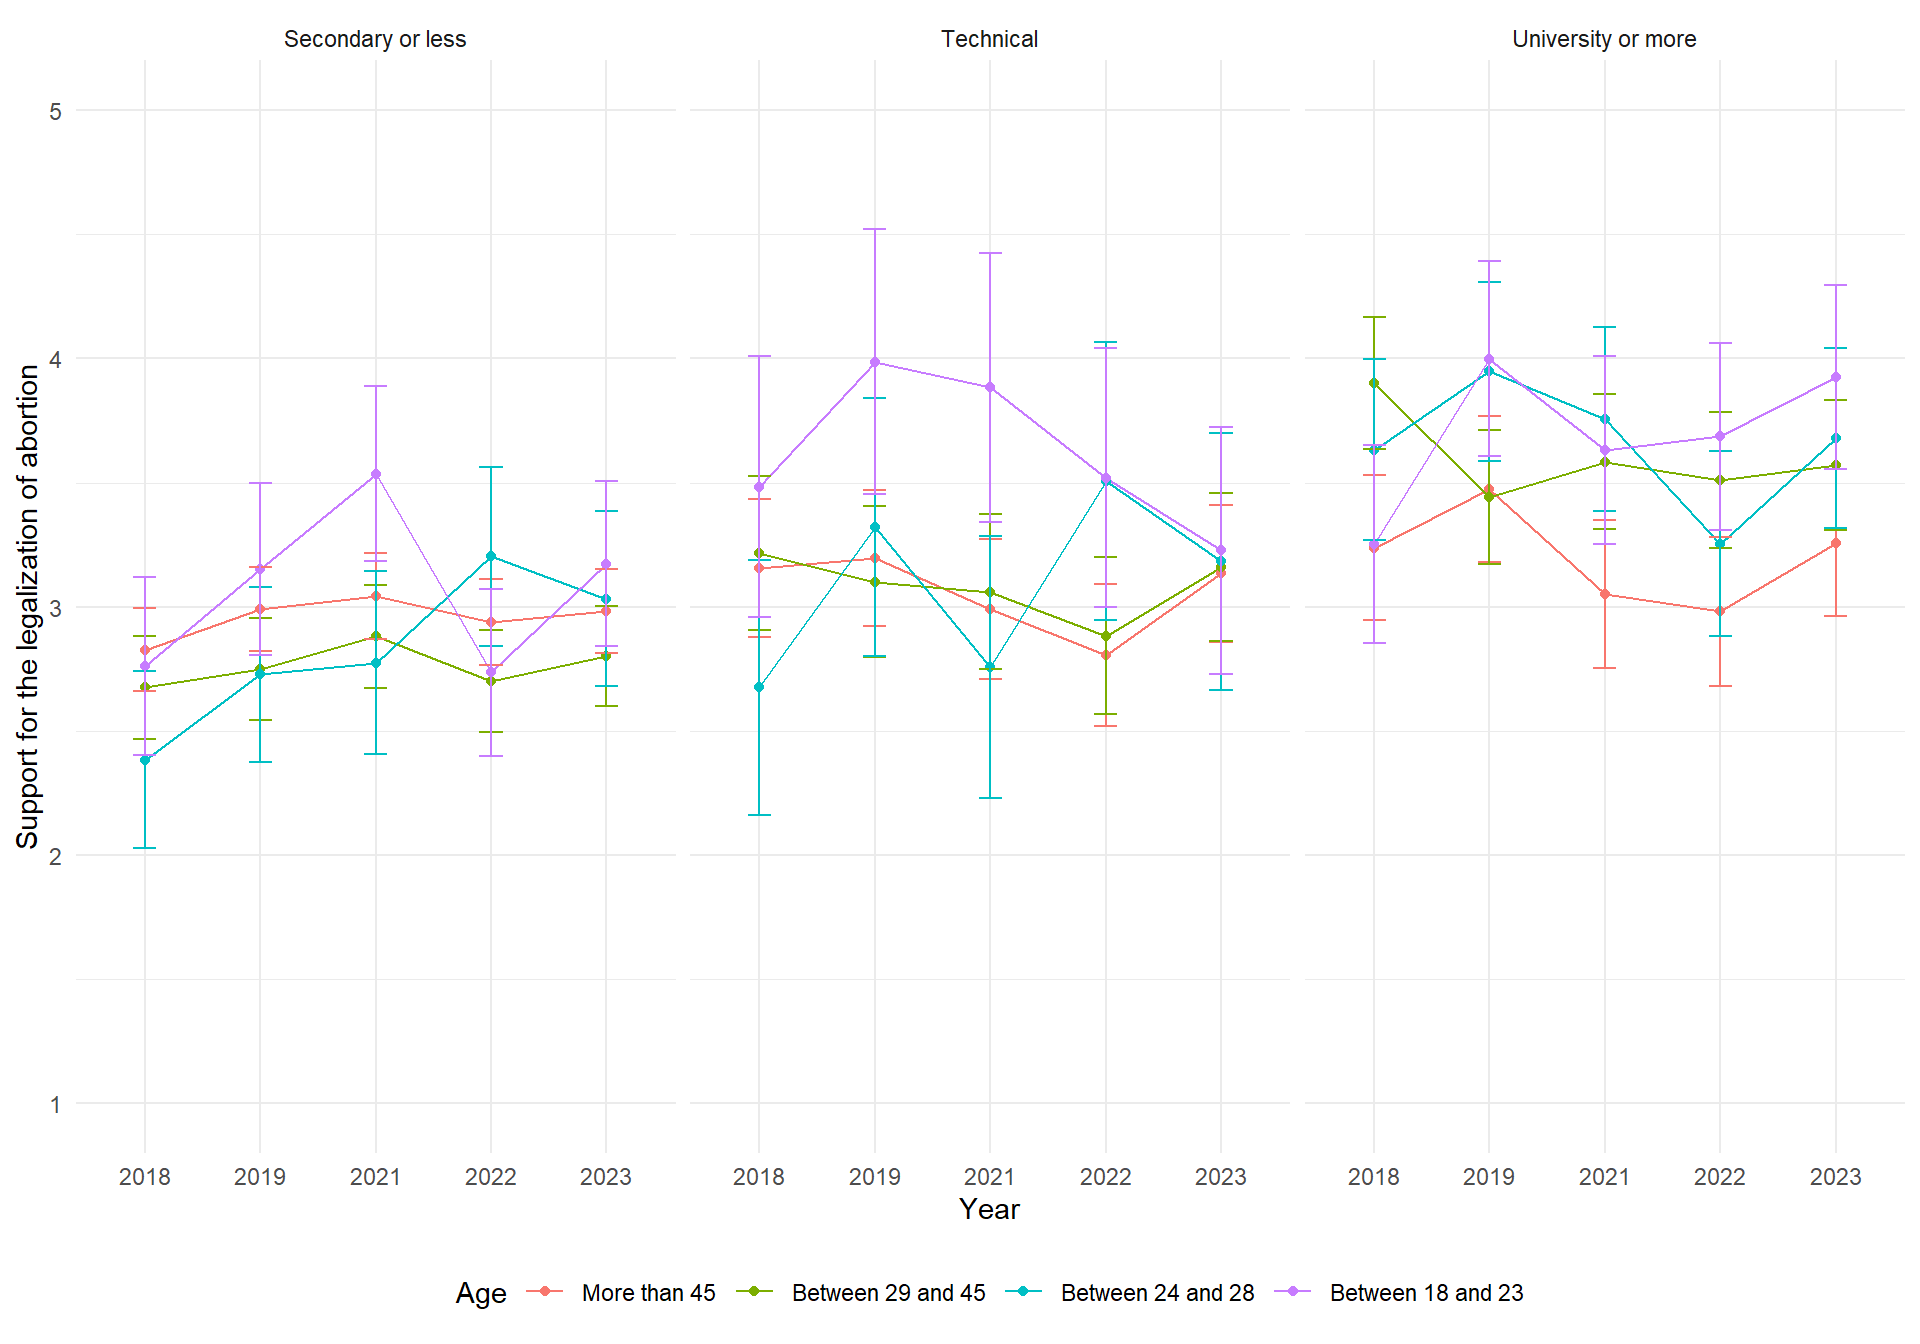 Secondary or less Technical University or more
5
4
3
2
1
Support for the legalization of abortion
2018 2019 2021 2022 2023 2018 2019 2021 2022 2023 2018 2019 2021 2022 2023
Year
Age More than 45 Between 29 and 45 Between 24 and 28 Between 18 and 23